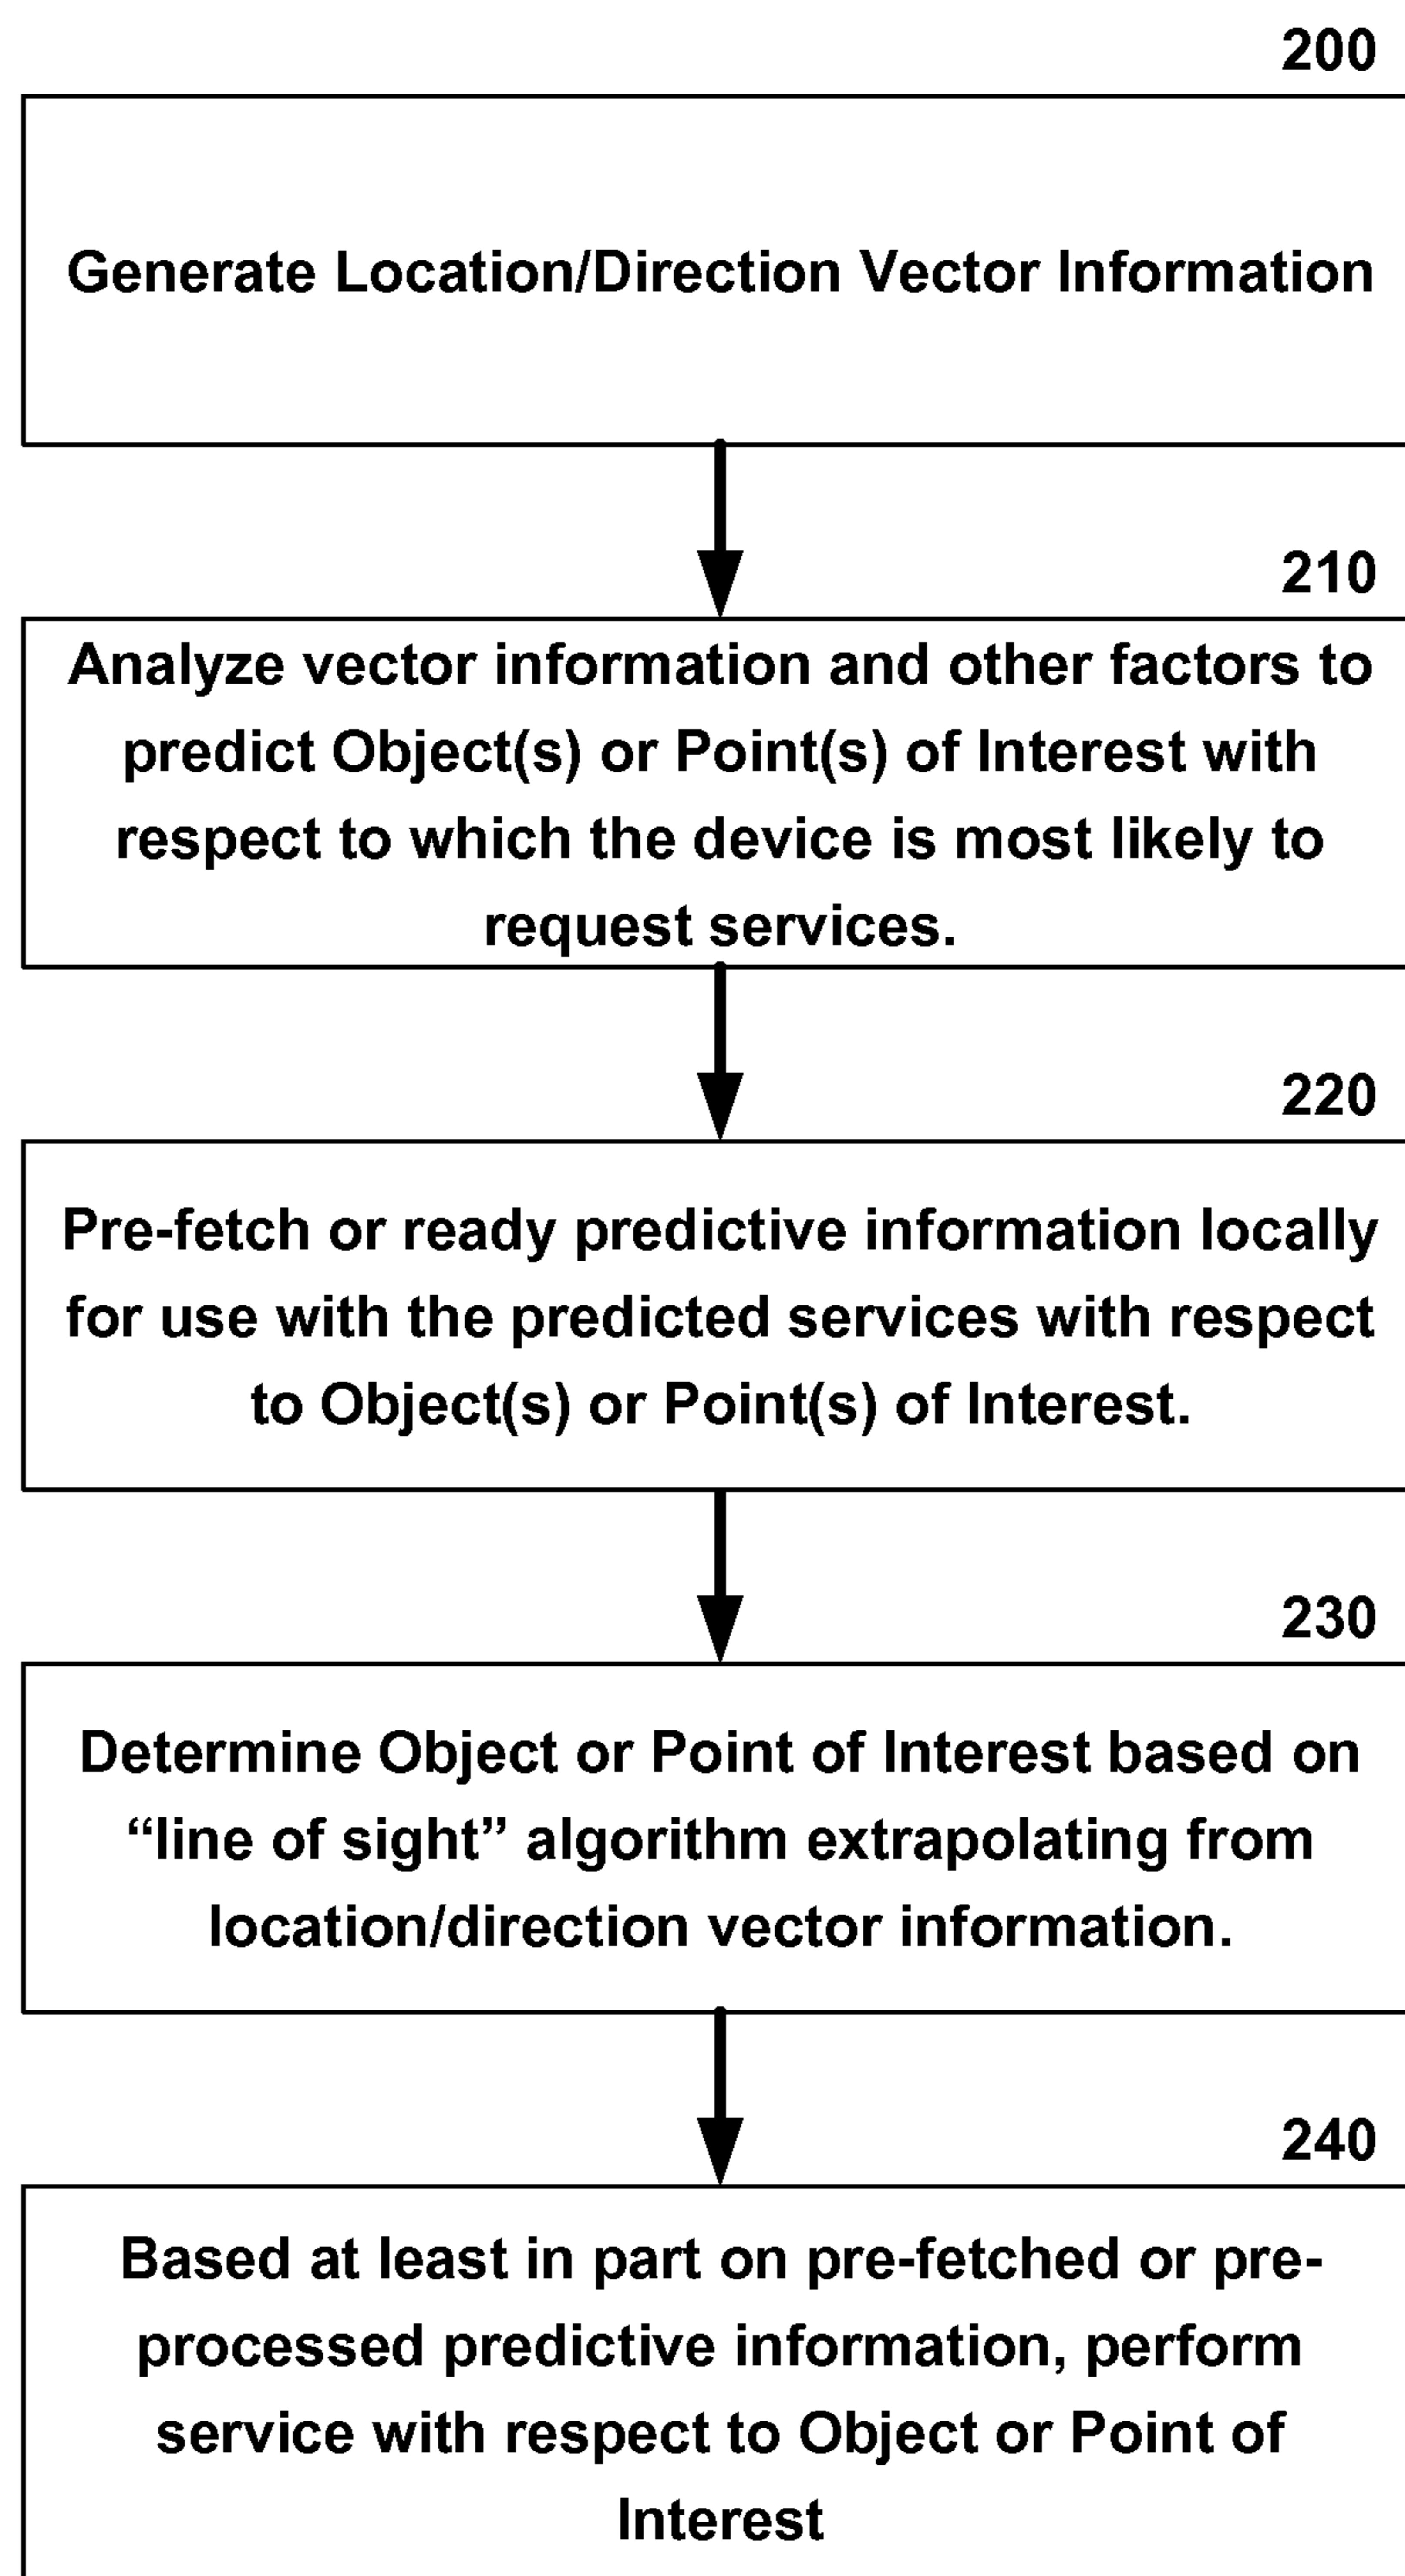 200
Generate Location/Direction Vector Information
210
Analyze vector information and other factors to
predict Object(s) or Point(s) of Interest with
respect to which the device is most likely to
request services.
220
Pre-fetch or ready predictive information locally
for use with the predicted services with respect
to Object(s) or Point(s) of Interest.
230
Determine Object or Point of Interest based on
“line of sight” algorithm extrapolating from
location/direction vector information.
240
Based at least in part on pre-fetched or pre-
processed predictive information, perform
service with respect to Object or Point of
Interest